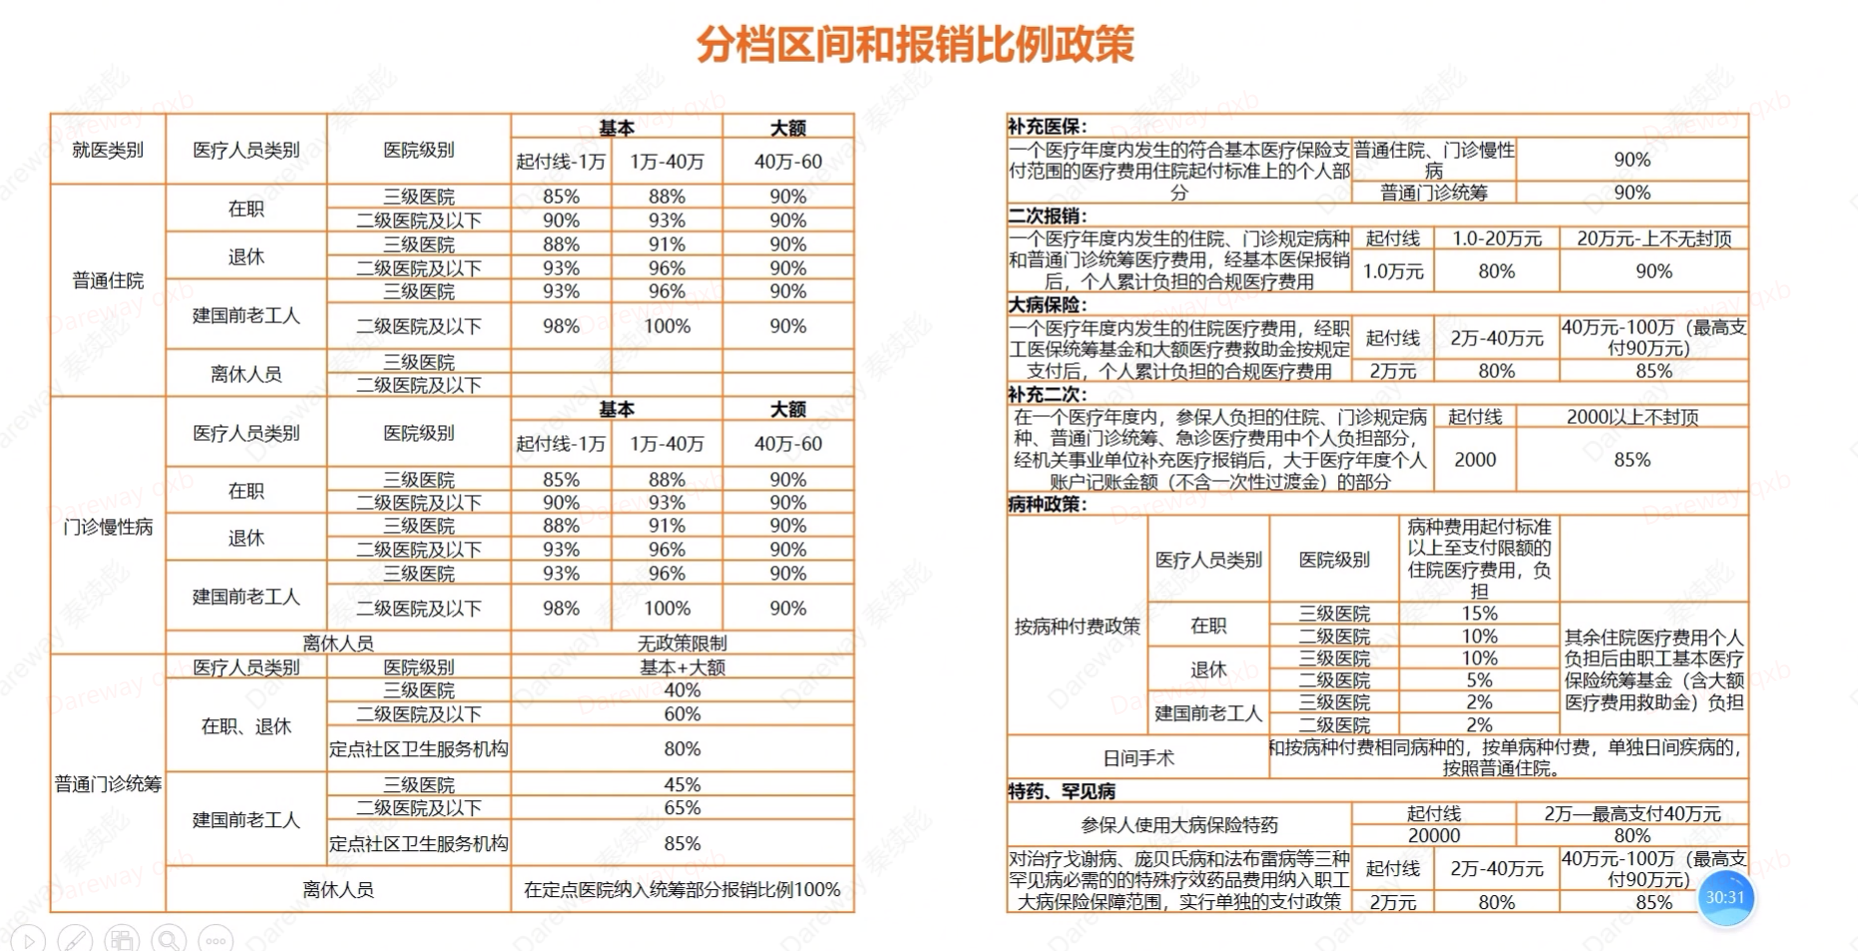 分档区间和报销比例政策
就医类别 医疗人员类别 医院级别 基本 大额
起付线-1万 1万-40万 40万-60
普通住院
在职 三级医院 85% 88% 90%
二级医院及以下 90% 93% 90%
退休 三级医院 88% 91% 90%
二级医院及以下 93% 96% 90%
建国前老工人 三级医院 93% 96% 90%
二级医院及以下 98% 100% 90%
离休人员 三级医院
二级医院及以下
门诊慢性病
医疗人员类别 医院级别 基本 大额
起付线-1万 1万-40万 40万-60
在职 三级医院 85% 88% 90%
二级医院及以下 90% 93% 90%
退休 三级医院 88% 91% 90%
二级医院及以下 93% 96% 90%
建国前老工人 三级医院 93% 96% 90%
二级医院及以下 98% 100% 90%
离休人员 无政策限制
普通门诊统筹
医疗人员类别 医院级别 基本+大额
在职、退休 三级医院 40%
二级医院及以下 60%
定点社区卫生服务机构 80%
建国前老工人 三级医院 45%
二级医院及以下 65%
定点社区卫生服务机构 85%
离休人员 在定点医院纳入统筹部分报销比例100%
补充医保：
一个医疗年度内发生的符合基本医疗保险支
付范围的医疗费用住院起付标准上的个人部
分
普通住院、门诊慢性
病
90%
普通门诊统筹 90%
二次报销：
一个医疗年度内发生的住院、门诊规定病种
和普通门诊统筹医疗费用，经基本医保报销
后，个人累计负担的合规医疗费用
起付线 1.0-20万元 20万元-上不无封顶
1.0万元 80% 90%
大病保险：
一个医疗年度内发生的住院医疗费用，经职
工医保统筹基金和大额医疗费救助金按规定
支付后，个人累计负担的合规医疗费用
起付线 2万-40万元 40万元-100万（最高支
付90万元）
2万元 80% 85%
补充二次：
在一个医疗年度内，参保人负担的住院、门诊规定病
种、普通门诊统筹、急诊医疗费用中个人负担部分，
经机关事业单位补充医疗报销后，大于医疗年度个人
账户记账金额（不含一次性过渡金）的部分
起付线 2000以上不封顶
2000 85%
病种政策：
按病种付费政策
医疗人员类别 医院级别
病种费用起付标准
以上至支付限额的
住院医疗费用，负
担
在职 三级医院 15%
二级医院 10%
退休 三级医院 10%
二级医院 5%
建国前老工人 三级医院 2%
二级医院 2%
其余住院医疗费用个人
负担后由职工基本医疗
保险统筹基金（含大额
医疗费用救助金）负担
日间手术
和按病种付费相同病种的，按单病种付费，单独日间疾病的，
按照普通住院。
特药、罕见病
参保人使用大病保险特药 起付线 2万—最高支付40万元
20000 80%
对治疗戈谢病、庞贝氏病和法布雷病等三种
罕见病必需的的特殊疗效药品费用纳入职工
大病保险保障范围，实行单独的支付政策
起付线 2万-40万元 40万元-100万（最高支
付90万元）
2万元 80% 85%
30:31
Dareway 秦续彪
Dareway qxb